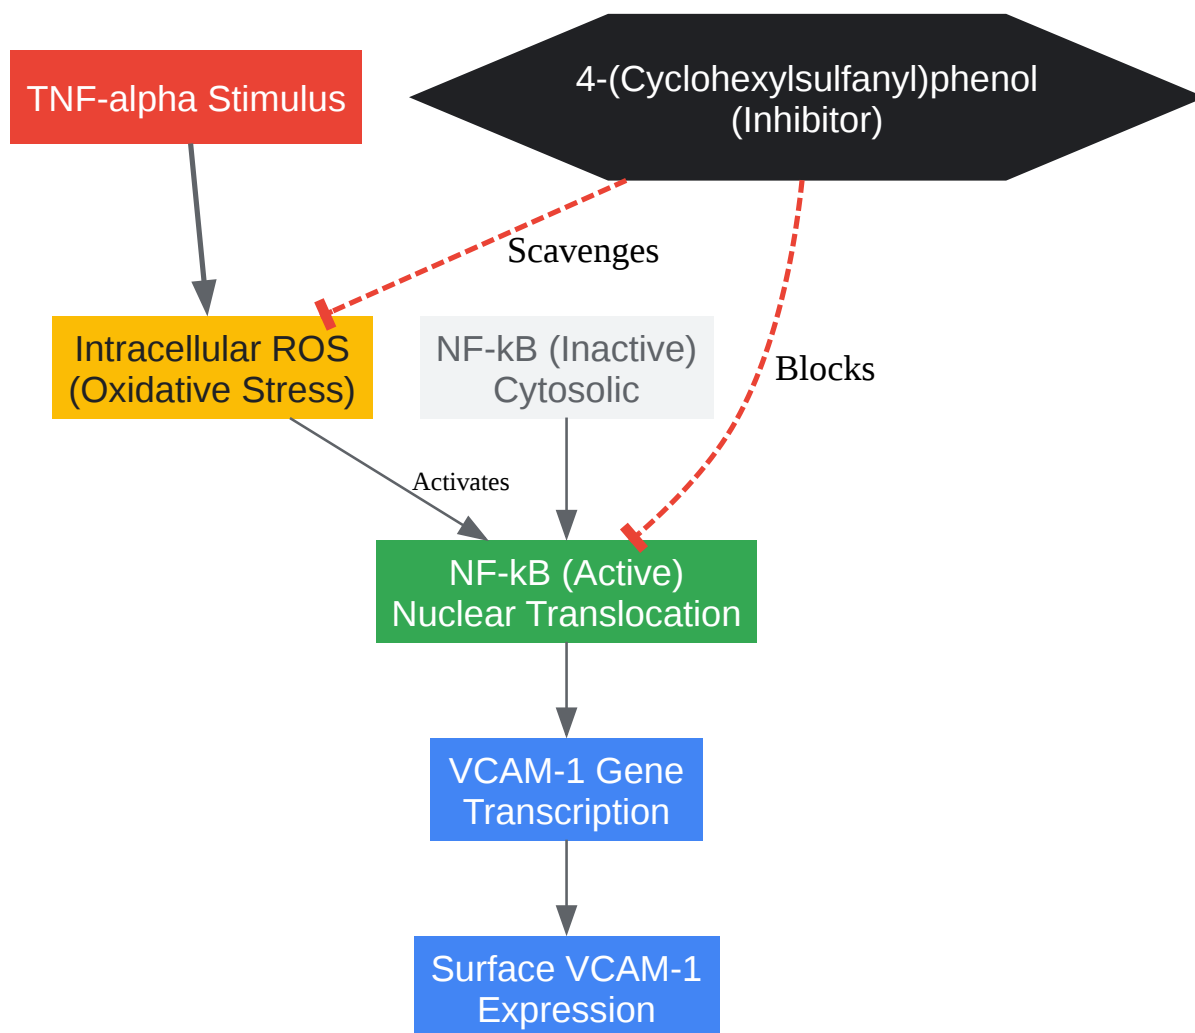 TNF-alpha Stimulus
4-(Cyclohexylsulfanyl)phenol
(Inhibitor)
Scavenges
Intracellular ROS
(Oxidative Stress)
NF-kB (Inactive)
Cytosolic
Blocks
Activates
NF-kB (Active)
Nuclear Translocation
VCAM-1 Gene
Transcription
Surface VCAM-1
Expression